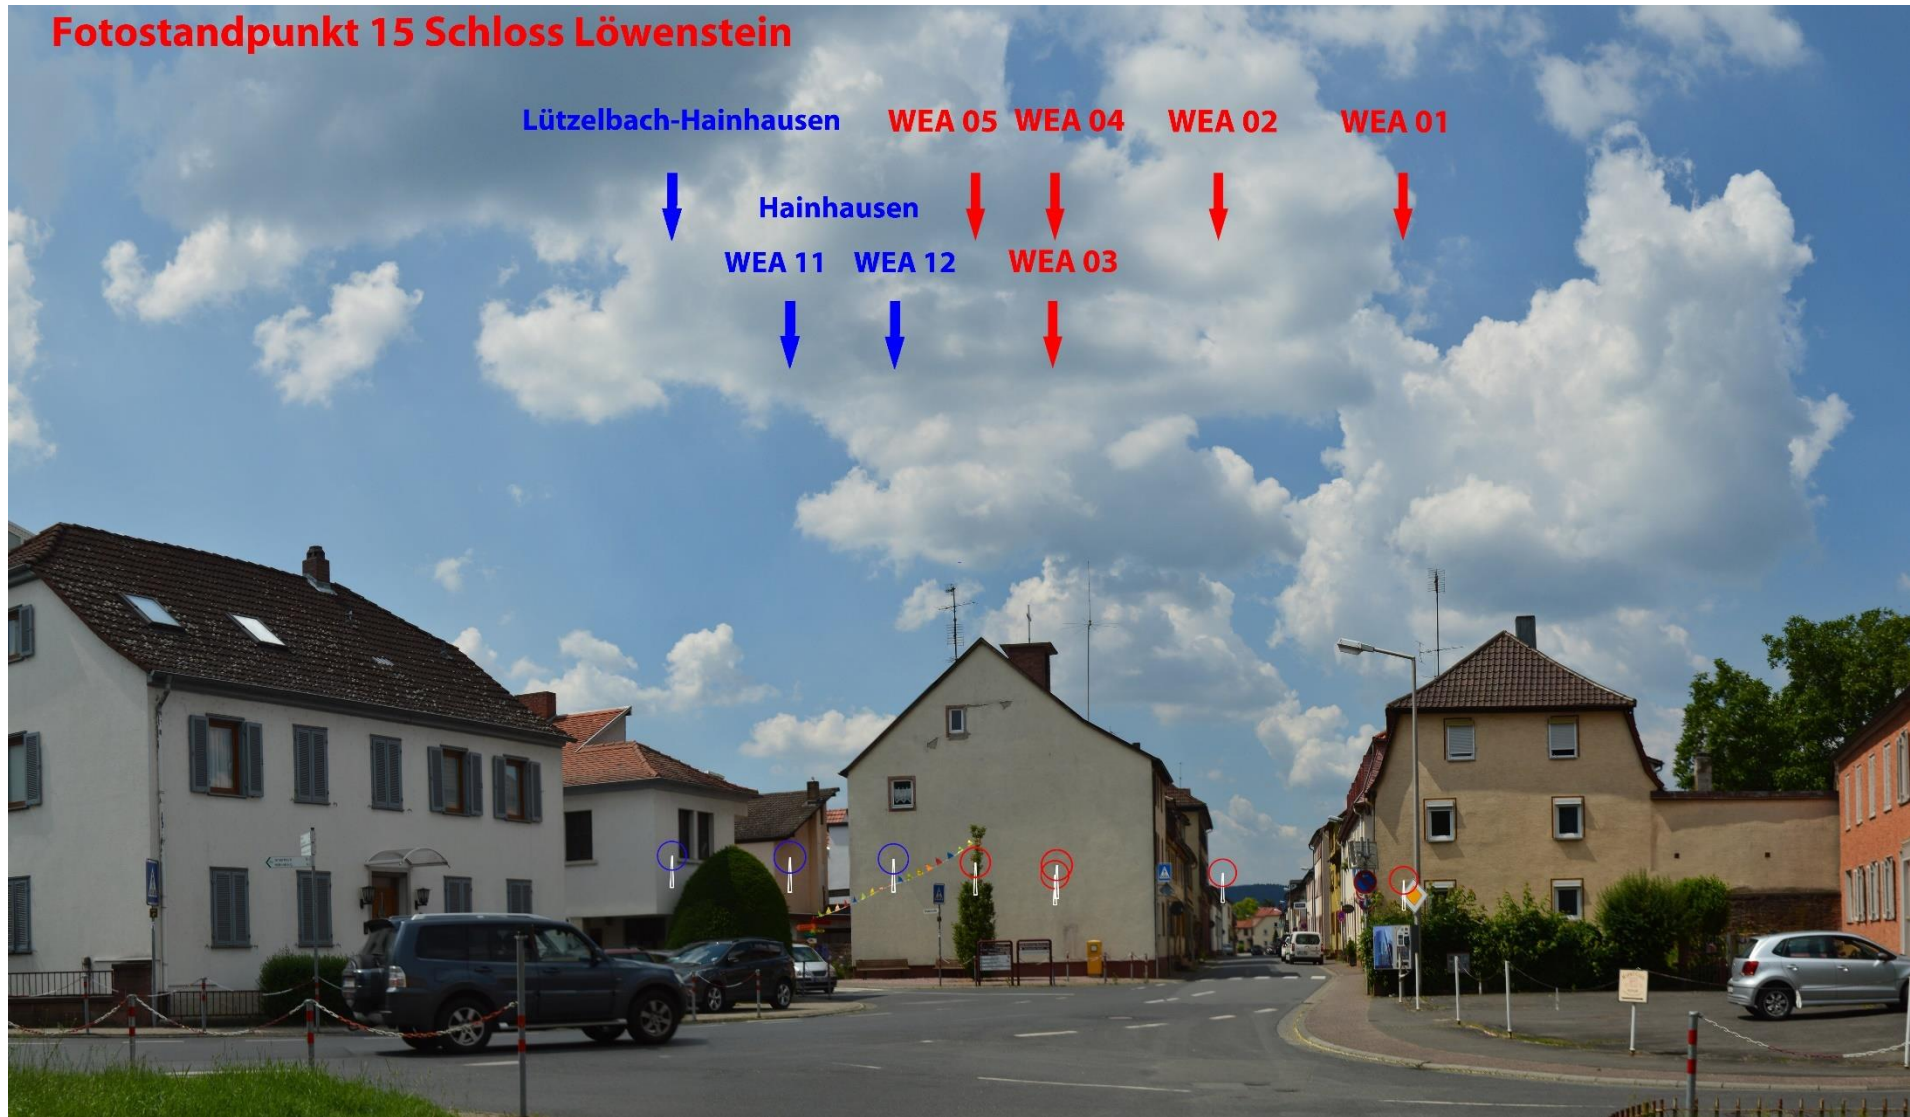 Fotostandpunkt 15 Schloss Löwenstein
Lützelbach-Hainhausen
WEA 05
WEA 04
WEA 02
WEA 01
Hainhausen
WEA 11
WEA 12
WEA 03